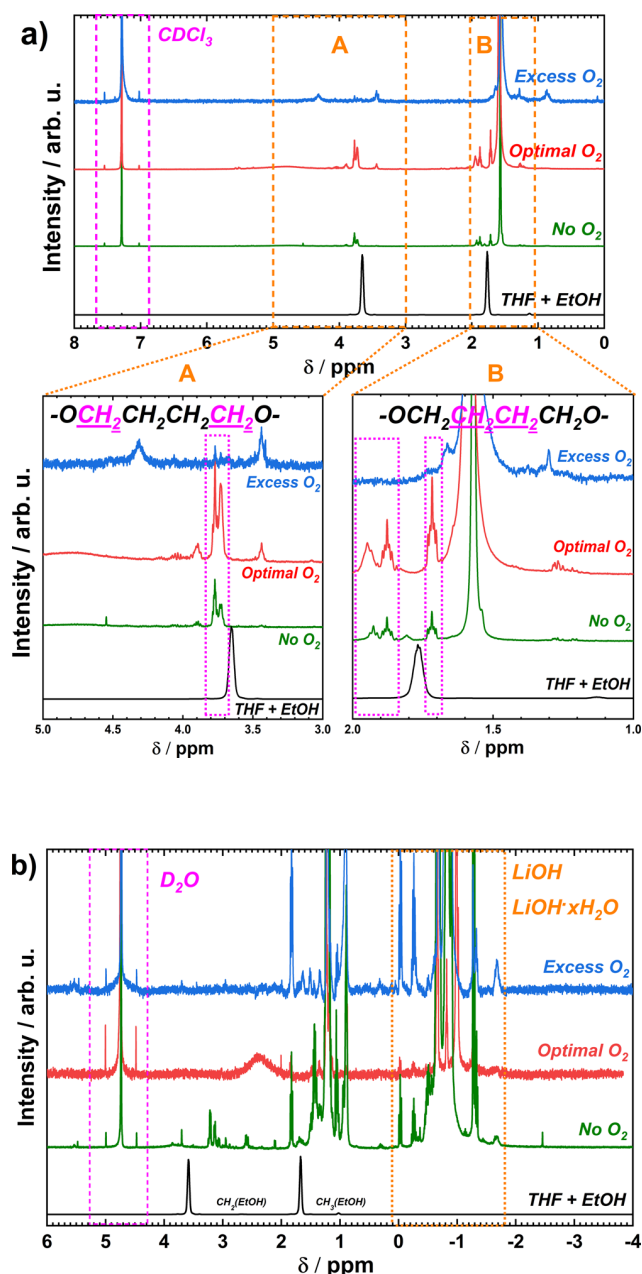 a)
CDCl3
A
B
Excess O2
Optimal O2
No O2
THF + EtOH
Intensity / arb. u.
8 7 6 5 4 3 2 1 0
δ / ppm
A
B
-OCH2CH2CH2CH2O-
-OCH2CH2CH2CH2O-
Excess O2
Optimal O2
No O2
THF + EtOH
Excess O2
Optimal O2
No O2
THF + EtOH
Intensity / arb. u.
5.0 4.5 4.0 3.5 3.0
2.0 1.5 1.0
δ / ppm
δ / ppm
b)
D2O
LiOH
LiOH·xH2O
Excess O2
Optimal O2
No O2
CH2(EtOH)
CH3(EtOH)
THF + EtOH
Intensity / arb. u.
6 5 4 3 2 1 0 -1 -2 -3 -4
δ / ppm